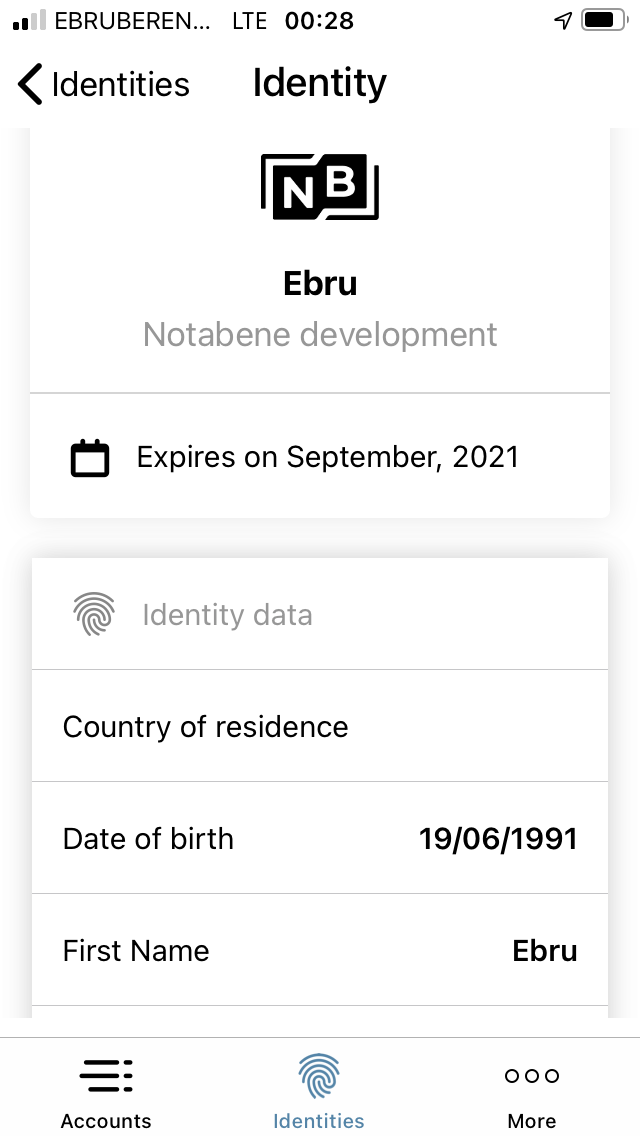 EBRUBEREN... LTE 00:28
Identities Identity
NB
Ebru
Notabene development
Expires on September, 2021
Identity data
Country of residence
Date of birth 19/06/1991
First Name Ebru
Accounts Identities More